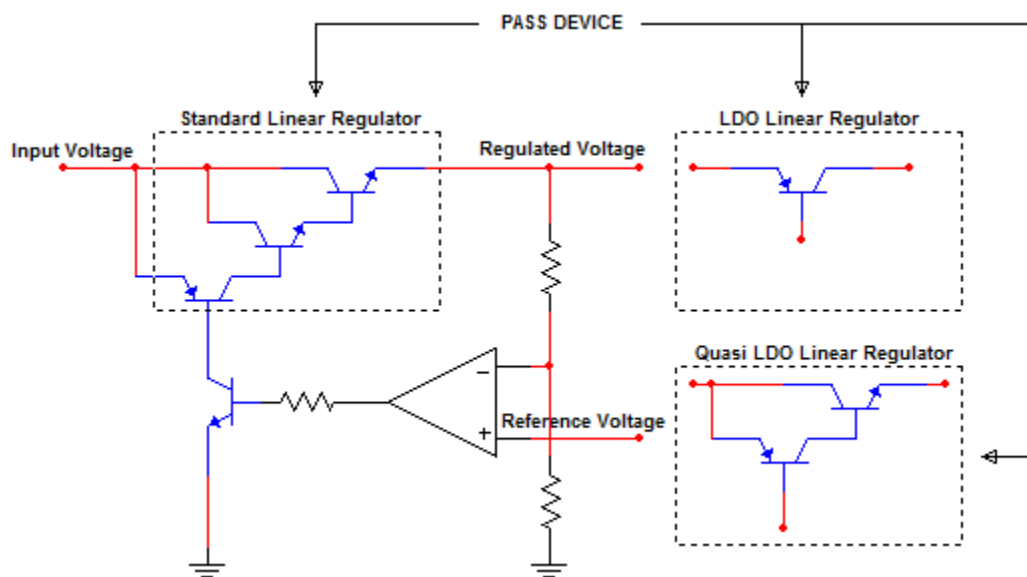 PASS DEVICE
Standard Linear Regulator
LDO Linear Regulator
Input Voltage
Regulated Voltage
Quasi LDO Linear Regulator
−
Reference Voltage
+